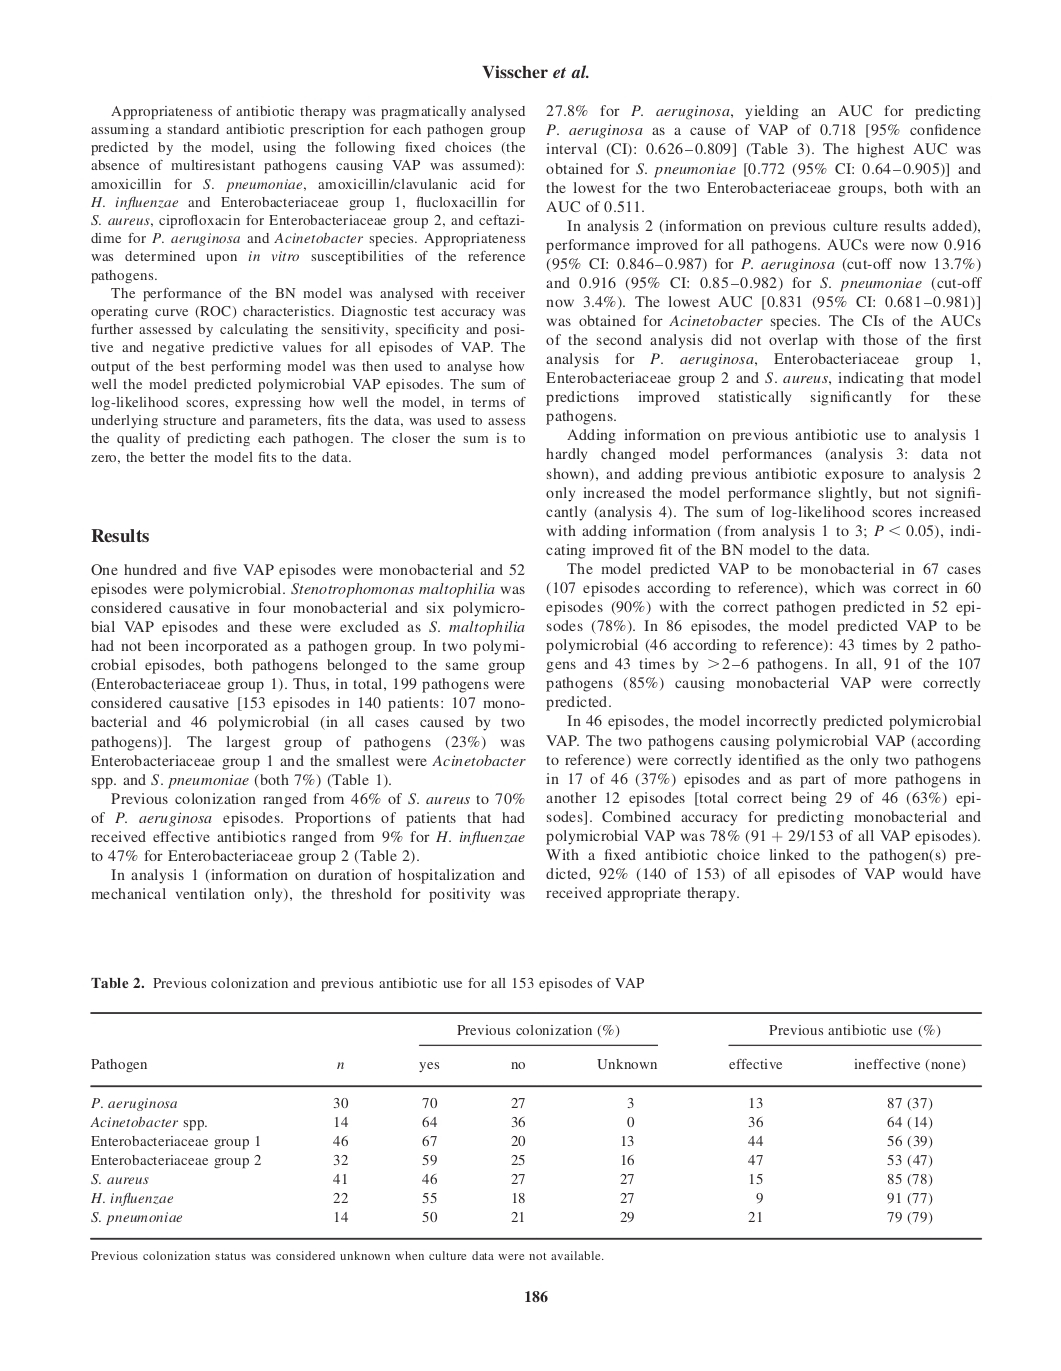 Visscher et al.
Appropriateness of antibiotic therapy was pragmatically analysed
assuming a standard antibiotic prescription for each pathogen group
predicted by the model, using the following fixed choices (the
absence of multiresistant pathogens causing VAP was assumed):
amoxicillin for S. pneumoniae, amoxicillin/clavulanic acid for
H. influenzae and Enterobacteriaceae group 1, flucloxacillin for
S. aureus, ciprofloxacin for Enterobacteriaceae group 2, and ceftazi-
dime for P. aeruginosa and Acinetobacter species. Appropriateness
was determined upon in vitro susceptibilities of the reference
pathogens.
The performance of the BN model was analysed with receiver
operating curve (ROC) characteristics. Diagnostic test accuracy was
further assessed by calculating the sensitivity, specificity and posi-
tive and negative predictive values for all episodes of VAP. The
output of the best performing model was then used to analyse how
well the model predicted polymicrobial VAP episodes. The sum of
log-likelihood scores, expressing how well the model, in terms of
underlying structure and parameters, fits the data, was used to assess
the quality of predicting each pathogen. The closer the sum is to
zero, the better the model fits to the data.
Results
One hundred and five VAP episodes were monobacterial and 52
episodes were polymicrobial. Stenotrophomonas maltophilia was
considered causative in four monobacterial and six polymicro-
bial VAP episodes and these were excluded as S. maltophilia
had not been incorporated as a pathogen group. In two polymi-
crobial episodes, both pathogens belonged to the same group
(Enterobacteriaceae group 1). Thus, in total, 199 pathogens were
considered causative [153 episodes in 140 patients: 107 mono-
bacterial and 46 polymicrobial (in all cases caused by two
pathogens)]. The largest group of pathogens (23%) was
Enterobacteriaceae group 1 and the smallest were Acinetobacter
spp. and S. pneumoniae (both 7%) (Table 1).
Previous colonization ranged from 46% of S. aureus to 70%
of P. aeruginosa episodes. Proportions of patients that had
received effective antibiotics ranged from 9% for H. influenzae
to 47% for Enterobacteriaceae group 2 (Table 2).
In analysis 1 (information on duration of hospitalization and
mechanical ventilation only), the threshold for positivity was
27.8% for P. aeruginosa, yielding an AUC for predicting
P. aeruginosa as a cause of VAP of 0.718 [95% confidence
interval (CI): 0.626–0.809] (Table 3). The highest AUC was
obtained for S. pneumoniae [0.772 (95% CI: 0.64–0.905)] and
the lowest for the two Enterobacteriaceae groups, both with an
AUC of 0.511.
In analysis 2 (information on previous culture results added),
performance improved for all pathogens. AUCs were now 0.916
(95% CI: 0.846–0.987) for P. aeruginosa (cut-off now 13.7%)
and 0.916 (95% CI: 0.85–0.982) for S. pneumoniae (cut-off
now 3.4%). The lowest AUC [0.831 (95% CI: 0.681–0.981)]
was obtained for Acinetobacter species. The CIs of the AUCs
of the second analysis did not overlap with those of the first
analysis for P. aeruginosa, Enterobacteriaceae group 1,
Enterobacteriaceae group 2 and S. aureus, indicating that model
predictions improved statistically significantly for these
pathogens.
Adding information on previous antibiotic use to analysis 1
hardly changed model performances (analysis 3: data not
shown), and adding previous antibiotic exposure to analysis 2
only increased the model performance slightly, but not signifi-
cantly (analysis 4). The sum of log-likelihood scores increased
with adding information (from analysis 1 to 3; P < 0.05), indi-
cating improved fit of the BN model to the data.
The model predicted VAP to be monobacterial in 67 cases
(107 episodes according to reference), which was correct in 60
episodes (90%) with the correct pathogen predicted in 52 epi-
sodes (78%). In 86 episodes, the model predicted VAP to be
polymicrobial (46 according to reference): 43 times by 2 patho-
gens and 43 times by >2–6 pathogens. In all, 91 of the 107
pathogens (85%) causing monobacterial VAP were correctly
predicted.
In 46 episodes, the model incorrectly predicted polymicrobial
VAP. The two pathogens causing polymicrobial VAP (according
to reference) were correctly identified as the only two pathogens
in 17 of 46 (37%) episodes and as part of more pathogens in
another 12 episodes [total correct being 29 of 46 (63%) epi-
sodes]. Combined accuracy for predicting monobacterial and
polymicrobial VAP was 78% (91 + 29/153 of all VAP episodes).
With a fixed antibiotic choice linked to the pathogen(s) pre-
dicted, 92% (140 of 153) of all episodes of VAP would have
received appropriate therapy.
Table 2. Previous colonization and previous antibiotic use for all 153 episodes of VAP
Previous colonization (%) Previous antibiotic use (%)
Pathogen n yes no Unknown effective ineffective (none)
P. aeruginosa 30 70 27 3 13 87 (37)
Acinetobacter spp. 14 64 36 0 36 64 (14)
Enterobacteriaceae group 1 46 67 20 13 44 56 (39)
Enterobacteriaceae group 2 32 59 25 16 47 53 (47)
S. aureus 41 46 27 27 15 85 (78)
H. influenzae 22 55 18 27 9 91 (77)
S. pneumoniae 14 50 21 29 21 79 (79)
Previous colonization status was considered unknown when culture data were not available.
186